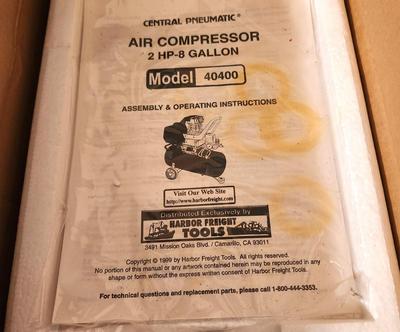 CENTRAL PNEUMATIC®
AIR COMPRESSOR
2 HP-8 GALLON
Model 40400
ASSEMBLY & OPERATING INSTRUCTIONS
Visit Our Web Site
http://www.harborfreight.com
Distributed Exclusively by
HARBOR FREIGHT
TOOLS
3491 Mission Oaks Blvd. / Camarillo, CA 93011
Copyright © 1999 by Harbor Freight Tools. All rights reserved.
No portion of this manual or any artwork contained herein may be reproduced in any
shape or form without the express written consent of Harbor Freight Tools.
For technical questions and replacement parts, please call 1-800-444-3353.